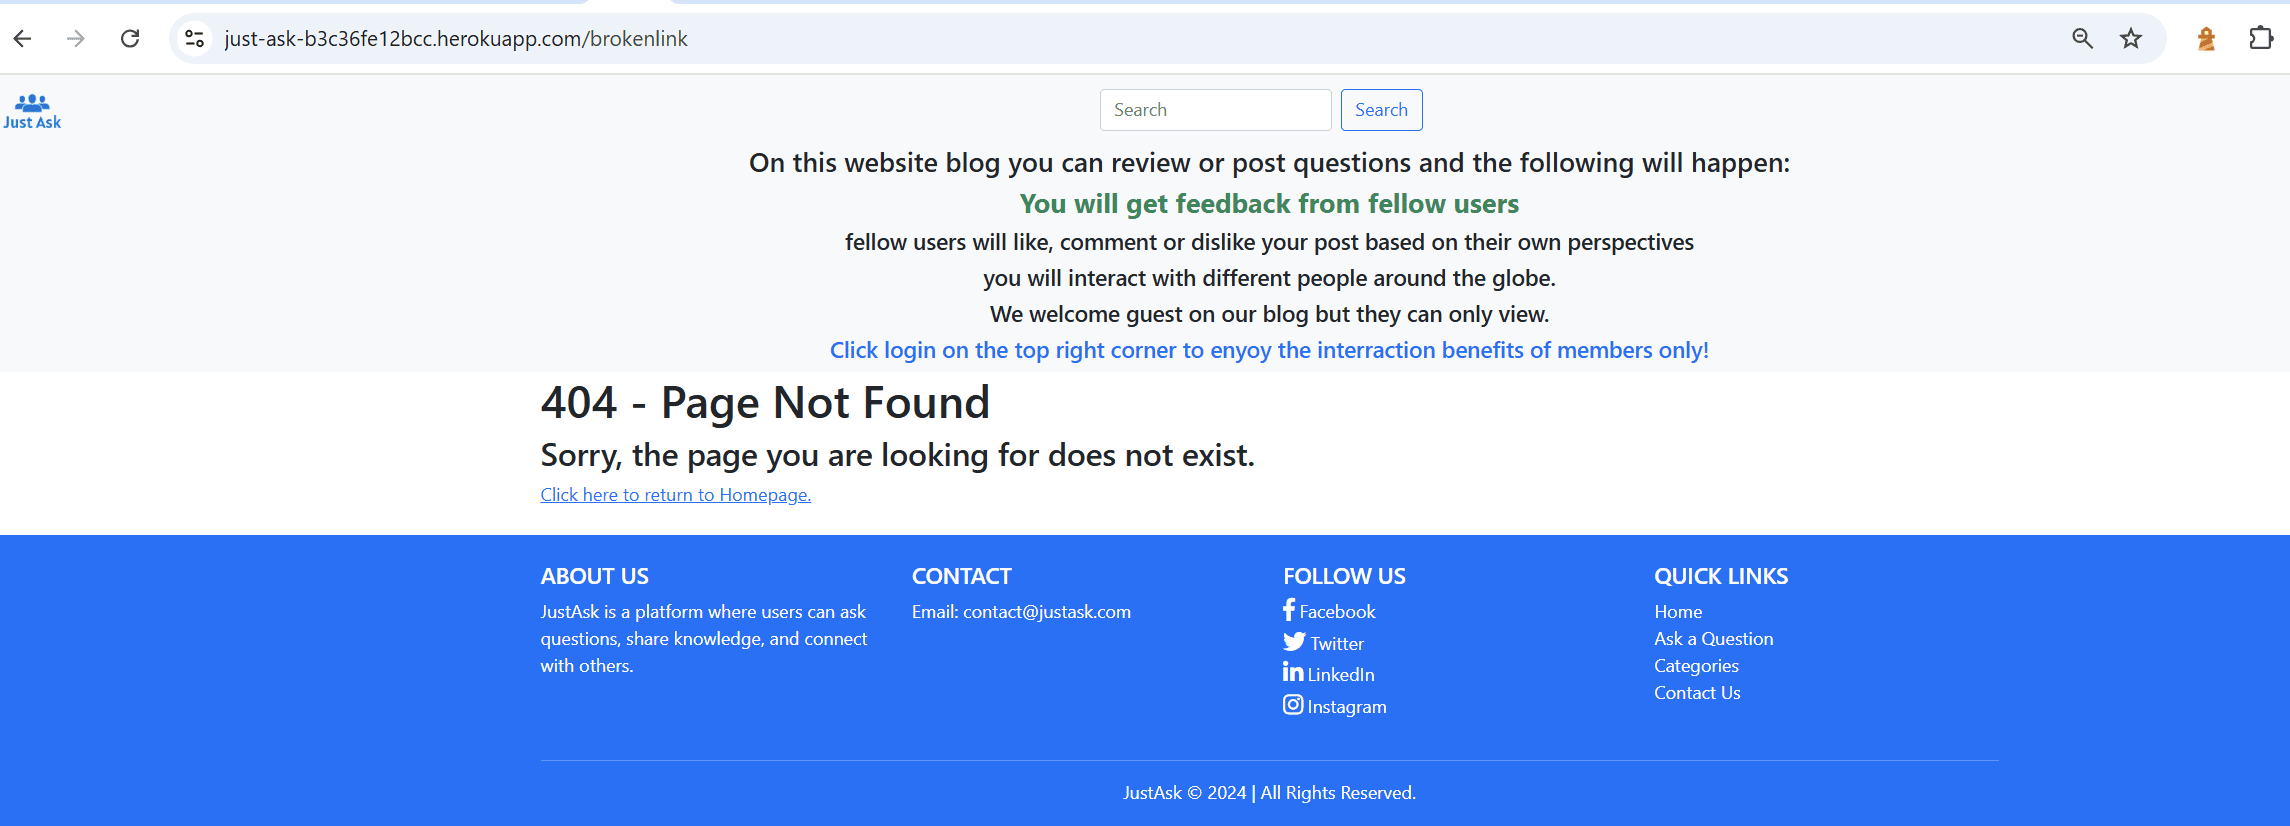 just-ask-b3c36fe12bcc.herokuapp.com/brokenlink
Just Ask
Search
Search
On this website blog you can review or post questions and the following will happen:
You will get feedback from fellow users
fellow users will like, comment or dislike your post based on their own perspectives
you will interact with different people around the globe.
We welcome guest on our blog but they can only view.
Click login on the top right corner to enyoy the interraction benefits of members only!
404 - Page Not Found
Sorry, the page you are looking for does not exist.
Click here to return to Homepage.
ABOUT US
JustAsk is a platform where users can ask
questions, share knowledge, and connect
with others.
CONTACT
Email: contact@justask.com
FOLLOW US
Facebook
Twitter
LinkedIn
Instagram
QUICK LINKS
Home
Ask a Question
Categories
Contact Us
JustAsk © 2024 | All Rights Reserved.